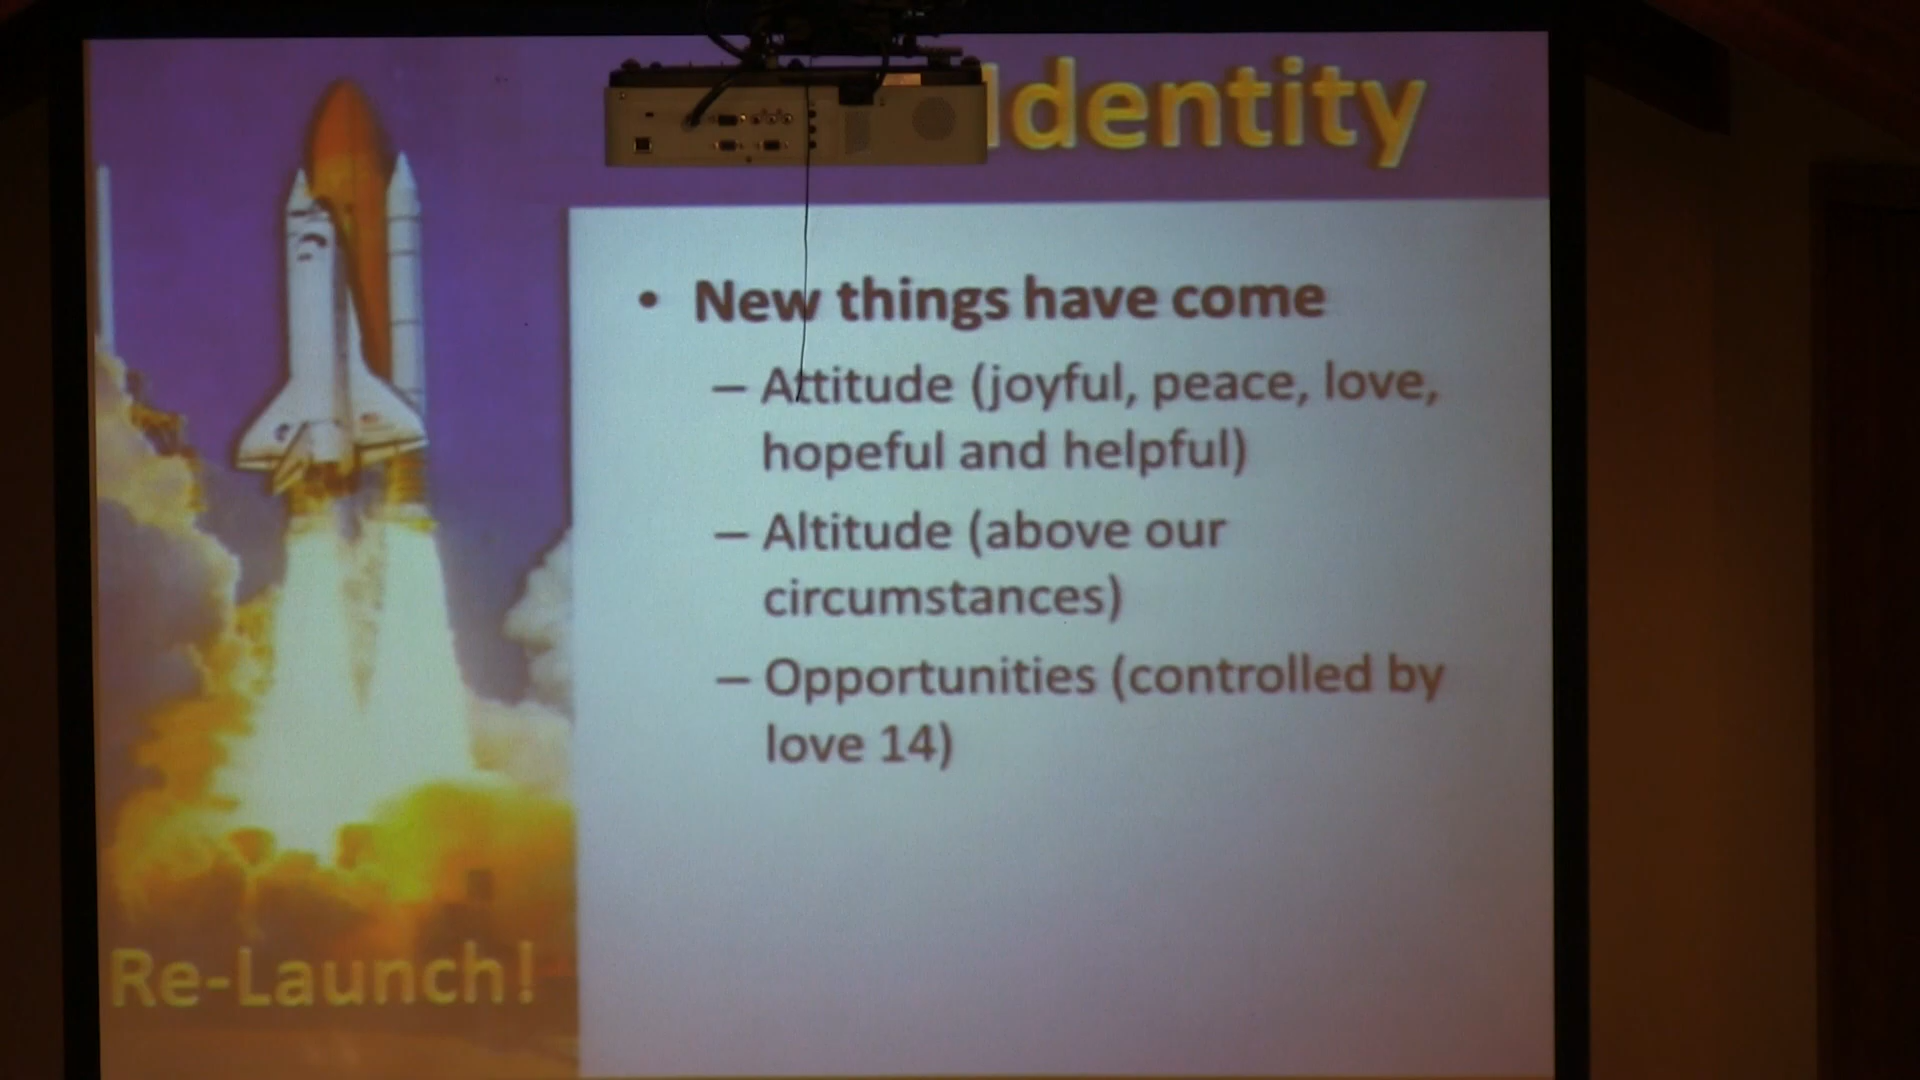 Identity
• New things have come
– Attitude (joyful, peace, love,
hopeful and helpful)
– Altitude (above our
circumstances)
– Opportunities (controlled by
love 14)
Re-Launch!